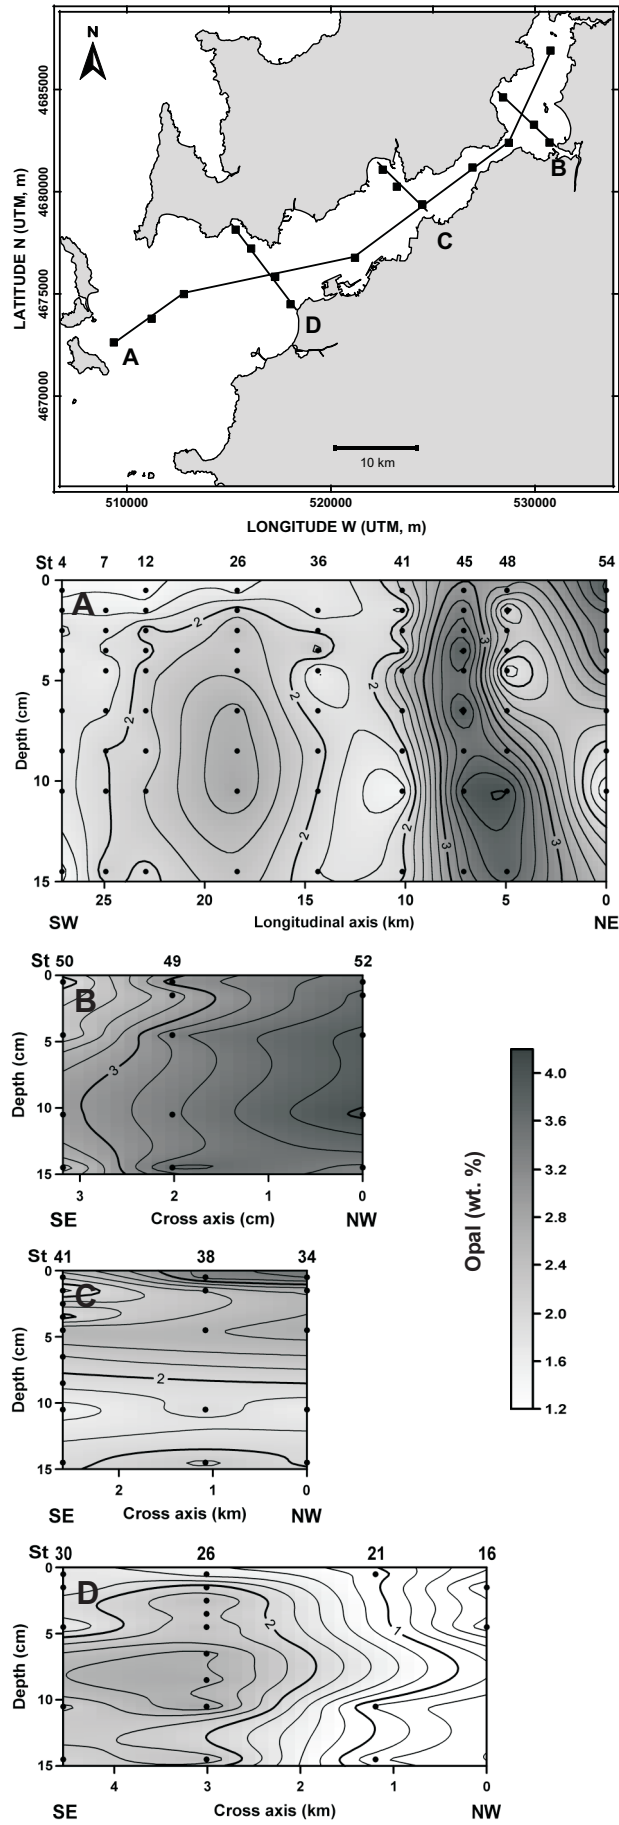 N
4685000
4680000
4675000
4670000
LATITUDE N (UTM, m)
A
B
C
D
10 km
510000 520000 530000
LONGITUDE W (UTM, m)
St 4 7 12 26 36 41 45 48 54
A
0
5
10
15
Depth (cm)
2
2
2
2
2
2
3
3
3
25 20 15 10 5 0
SW Longitudinal axis (km) NE
St 50 49 52
B
0
5
10
15
Depth (cm)
3
3 2 1 0
SE Cross axis (cm) NW
St 41 38 34
C
0
5
10
15
Depth (cm)
2
2 1 0
SE Cross axis (km) NW
Opal (wt. %)
4.0
3.6
3.2
2.8
2.4
2.0
1.6
1.2
St 30 26 21 16
D
0
5
10
15
Depth (cm)
2
1
4 3 2 1 0
SE Cross axis (km) NW